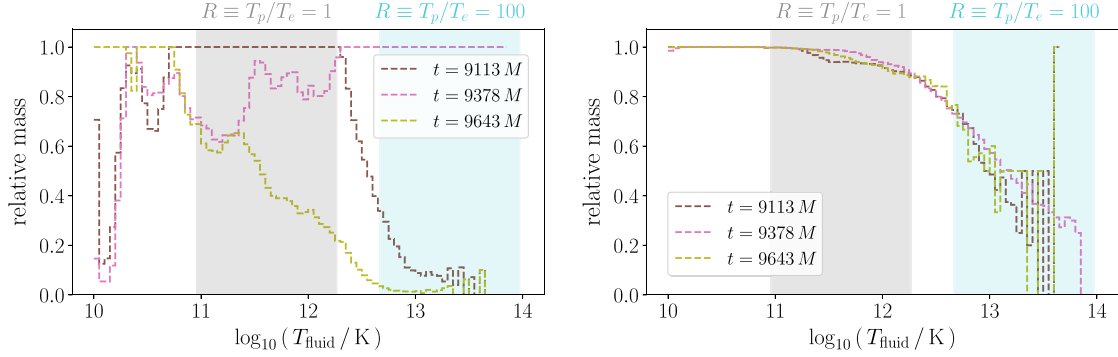 R ≡ T_p/T_e = 1
R ≡ T_p/T_e = 100
1.0
0.8
0.6
0.4
0.2
0.0
relative mass
t = 9113 M
t = 9378 M
t = 9643 M
10
11
12
13
14
log₁₀ ( T_fluid / K )
R ≡ T_p/T_e = 1
R ≡ T_p/T_e = 100
1.0
0.8
0.6
0.4
0.2
0.0
relative mass
t = 9113 M
t = 9378 M
t = 9643 M
10
11
12
13
14
log₁₀ ( T_fluid / K )